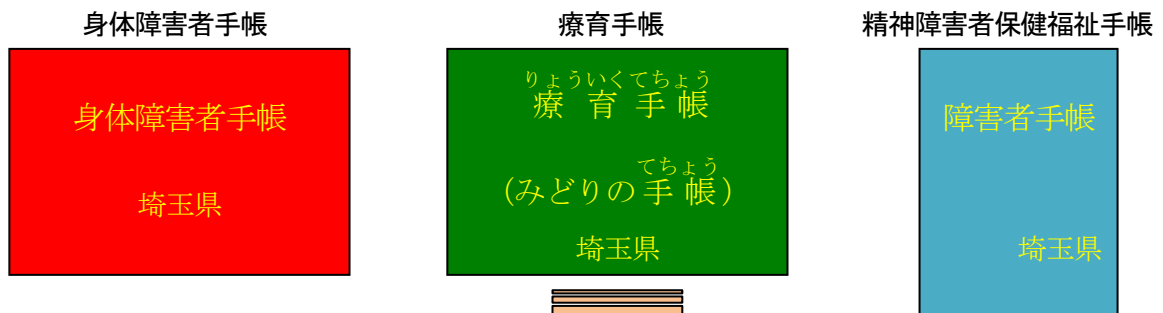 身体障害者手帳
身体障害者手帳
埼玉県
療育手帳
りょういくてちょう
療育手帳
てちょう
(みどりの手帳)
埼玉県
精神障害者保健福祉手帳
障害者手帳
埼玉県